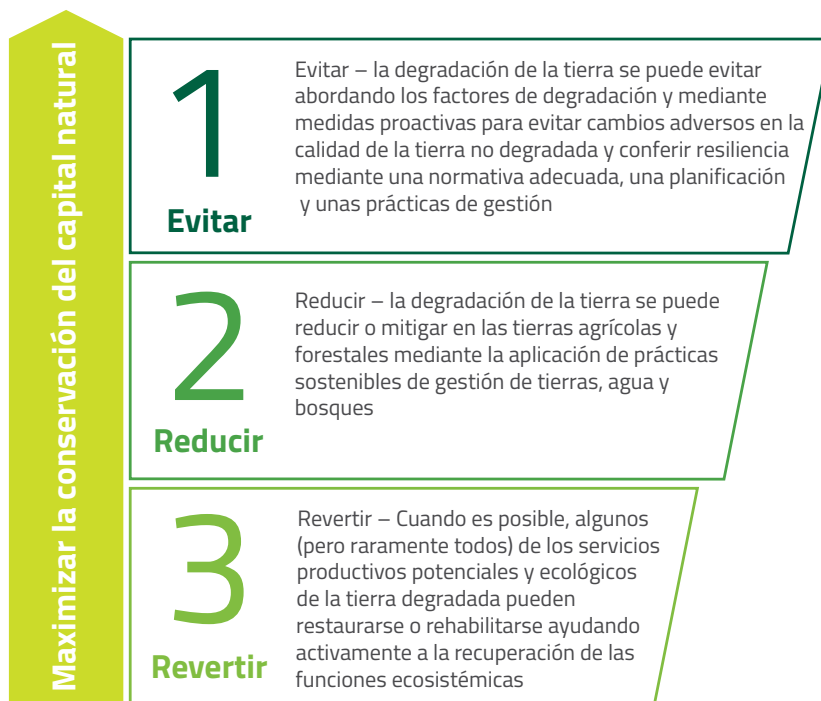 Maximizar la conservación del capital natural
1
Evitar
Evitar – la degradación de la tierra se puede evitar
abordando los factores de degradación y mediante
medidas proactivas para evitar cambios adversos en la
calidad de la tierra no degradada y conferir resiliencia
mediante una normativa adecuada, una planificación
y unas prácticas de gestión
2
Reducir
Reducir – la degradación de la tierra se puede
reducir o mitigar en las tierras agrícolas y
forestales mediante la aplicación de prácticas
sostenibles de gestión de tierras, agua y
bosques
3
Revertir
Revertir – Cuando es posible, algunos
(pero raramente todos) de los servicios
productivos potenciales y ecológicos
de la tierra degradada pueden
restaurarse o rehabilitarse ayudando
activamente a la recuperación de las
funciones ecosistémicas